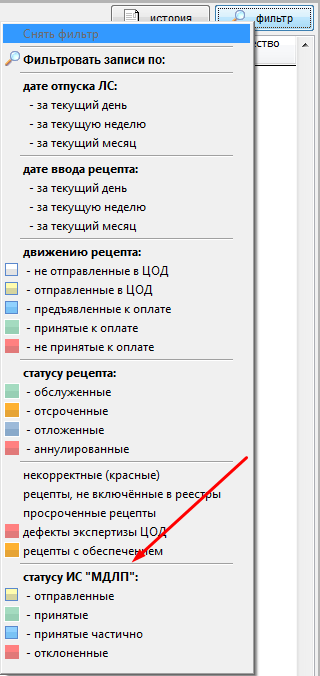 история
фильтр
Снять фильтр
ество
Фильтровать записи по:
дате отпуска ЛС:
- за текущий день
- за текущую неделю
- за текущий месяц
дате ввода рецепта:
- за текущий день
- за текущую неделю
- за текущий месяц
движению рецепта:
- не отправленные в ЦОД
- отправленные в ЦОД
- предъявленные к оплате
- принятые к оплате
- не принятые к оплате
статусу рецепта:
- обслуженные
- отсроченные
- отложенные
- аннулированные
некорректные (красные)
рецепты, не включённые в реестры
просроченные рецепты
дефекты экспертизы ЦОД
рецепты с обеспечением
статусу ИС "МДЛП":
- отправленные
- принятые
- принятые частично
- отклоненные